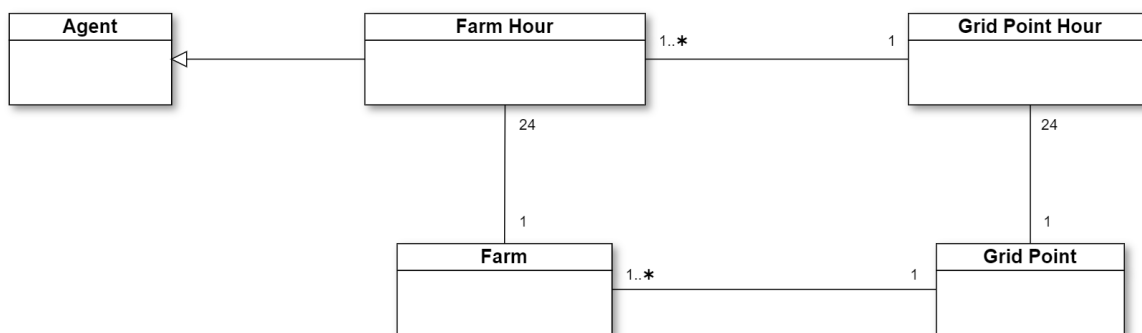 Agent
Farm Hour
Grid Point Hour
1..*
1
24
24
1
1
Farm
Grid Point
1..*
1